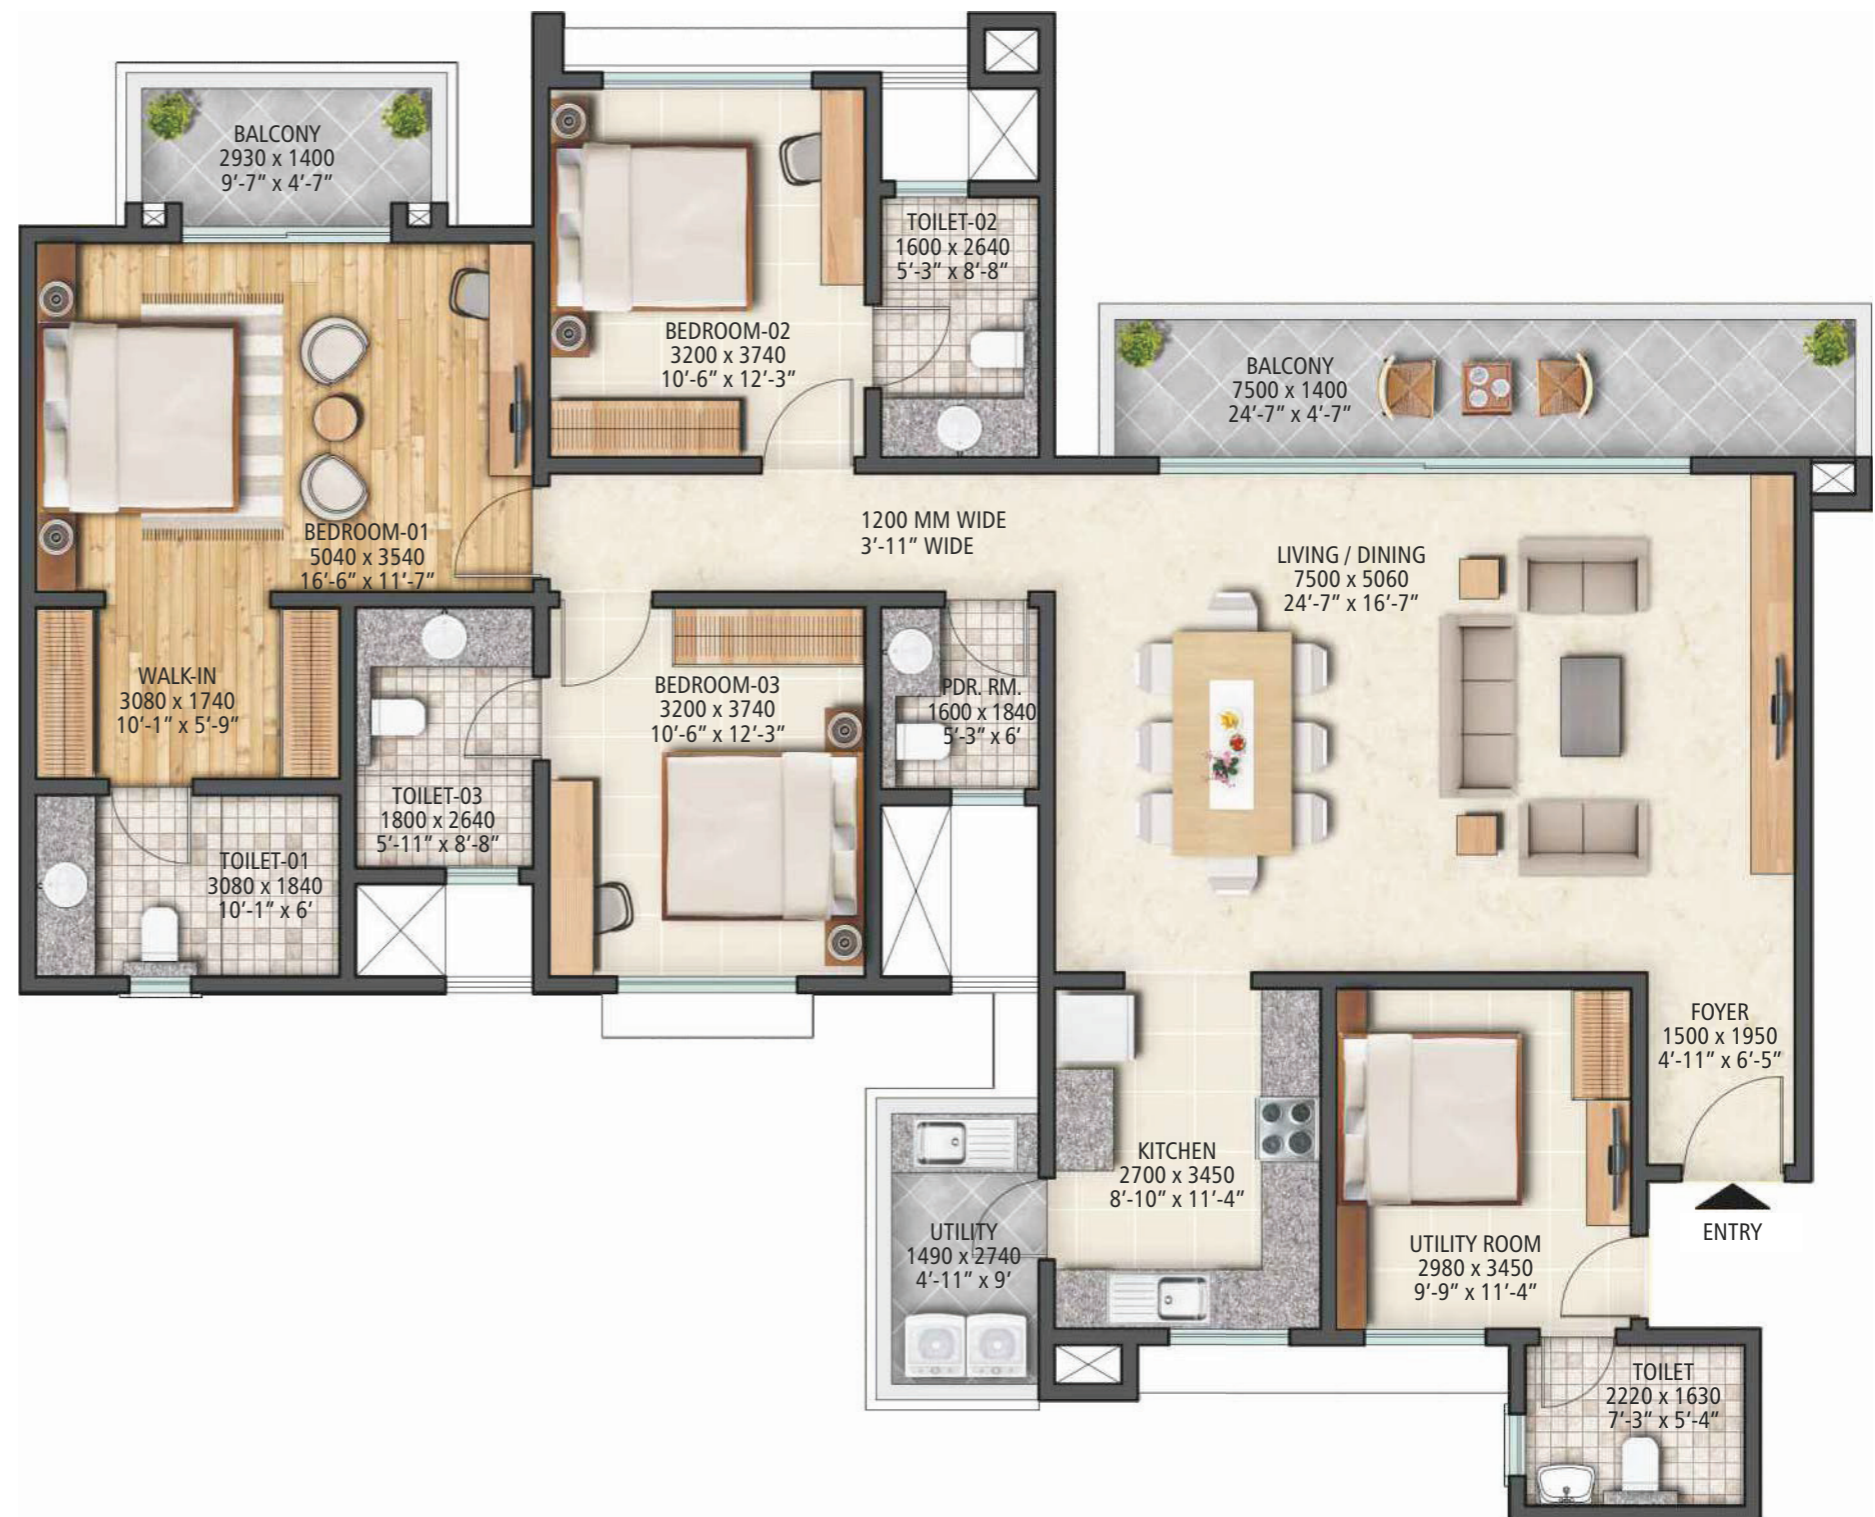 BALCONY
2930 x 1400
9'-7" x 4'-7"
TOILET-02
1600 x 2640
5'-3" x 8'-8"
BEDROOM-02
3200 x 3740
10'-6" x 12'-3"
BALCONY
7500 x 1400
24'-7" x 4'-7"
BEDROOM-01
5040 x 3540
16'-6" x 11'-7"
1200 MM WIDE
3'-11" WIDE
LIVING / DINING
7500 x 5060
24'-7" x 16'-7"
WALK-IN
3080 x 1740
10'-1" x 5'-9"
BEDROOM-03
3200 x 3740
10'-6" x 12'-3"
PDR. RM.
1600 x 1840
5'-3" x 6'
TOILET-03
1800 x 2640
5'-11" x 8'-8"
TOILET-01
3080 x 1840
10'-1" x 6'
FOYER
1500 x 1950
4'-11" x 6'-5"
KITCHEN
2700 x 3450
8'-10" x 11'-4"
UTILITY
1490 x 2740
4'-11" x 9'
UTILITY ROOM
2980 x 3450
9'-9" x 11'-4"
ENTRY
TOILET
2220 x 1630
7'-3" x 5'-4"